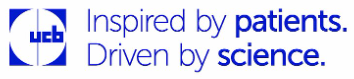 ucb
Inspired by patients.
Driven by science.